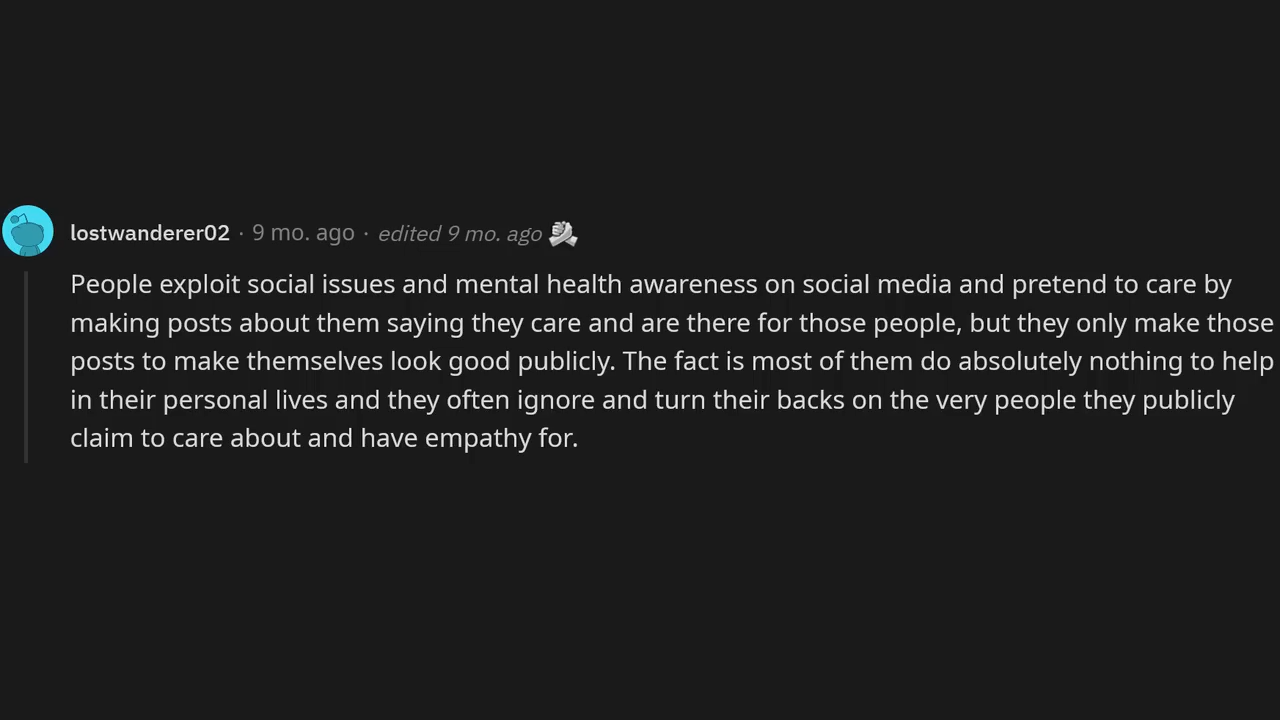 lostwanderer02 · 9 mo. ago · edited 9 mo. ago
People exploit social issues and mental health awareness on social media and pretend to care by
making posts about them saying they care and are there for those people, but they only make those
posts to make themselves look good publicly. The fact is most of them do absolutely nothing to help
in their personal lives and they often ignore and turn their backs on the very people they publicly
claim to care about and have empathy for.